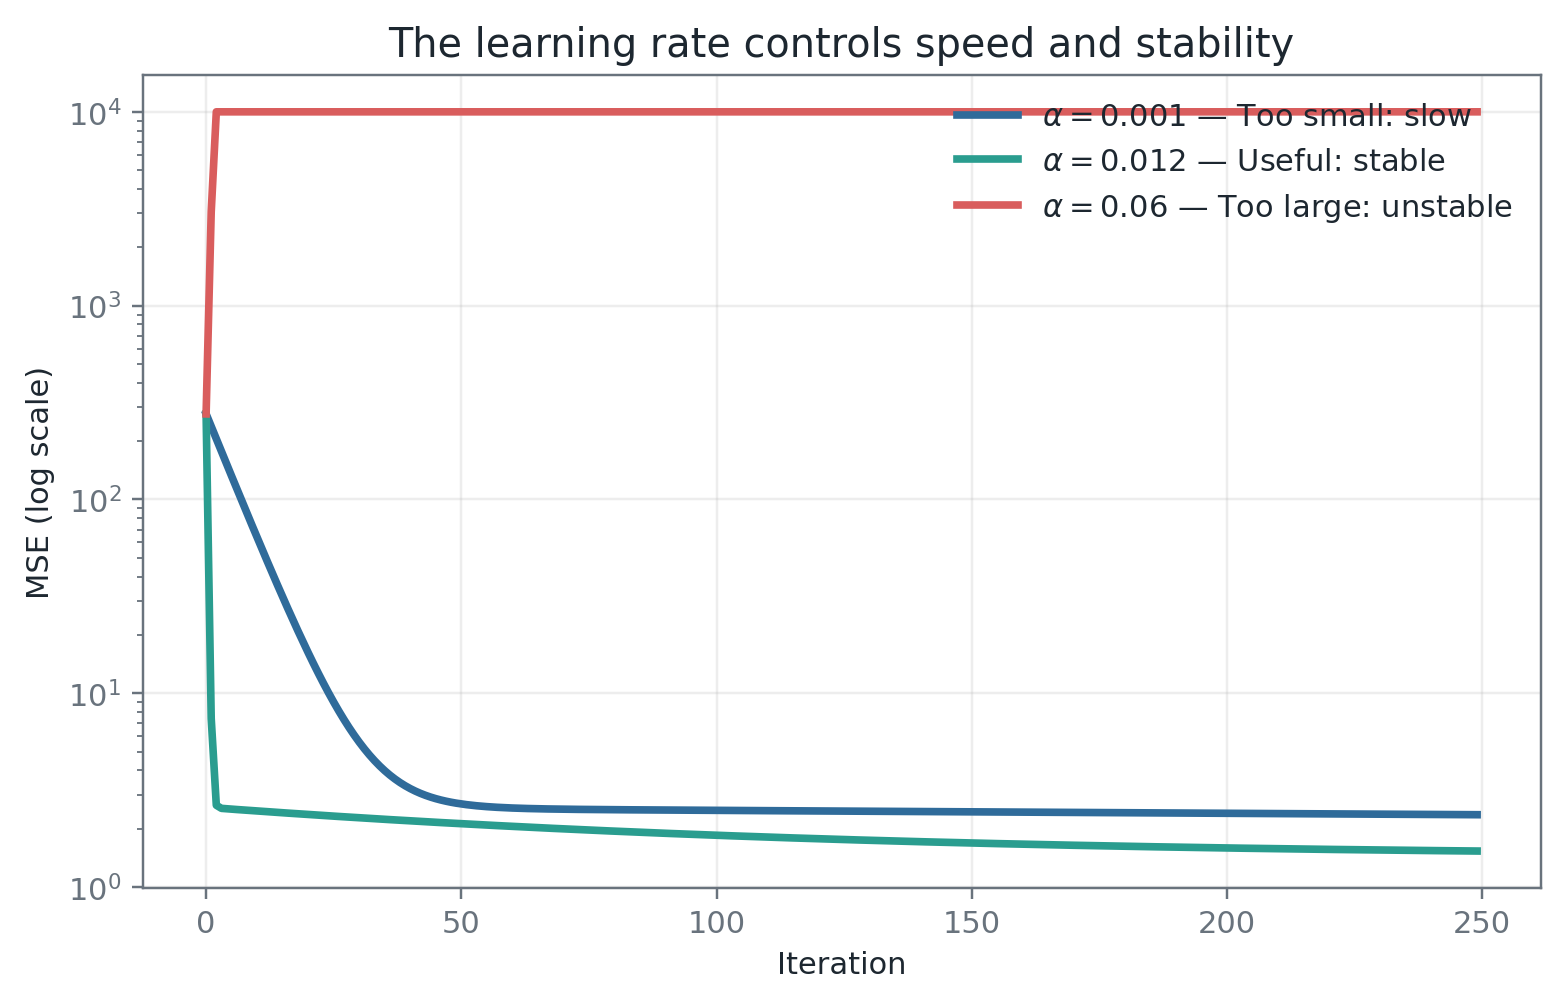 The learning rate controls speed and stability
α = 0.001 — Too small: slow
α = 0.012 — Useful: stable
α = 0.06 — Too large: unstable
MSE (log scale)
10⁴
10³
10²
10¹
10⁰
0 50 100 150 200 250
Iteration